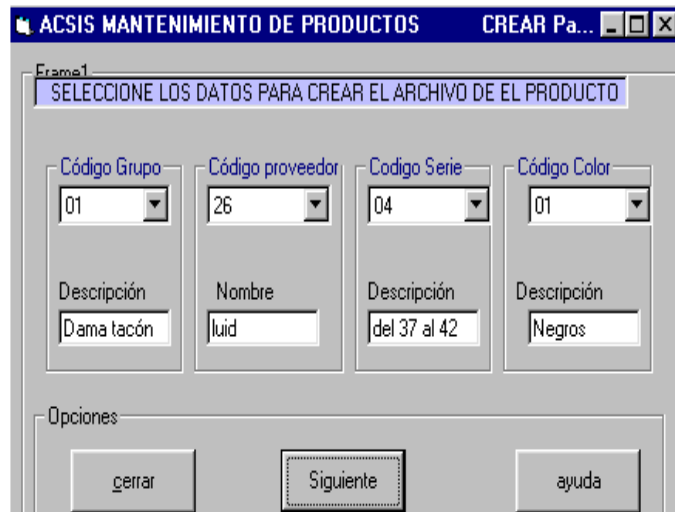 ACSIS MANTENIMIENTO DE PRODUCTOS CREAR Pa...
Frame1
SELECCIONE LOS DATOS PARA CREAR EL ARCHIVO DE EL PRODUCTO
Código Grupo Código proveedor Codigo Serie Código Color
01 26 04 01
Descripción Nombre Descripción Descripción
Dama tacón luid del 37 al 42 Negros
Opciones
cerrar Siguiente ayuda